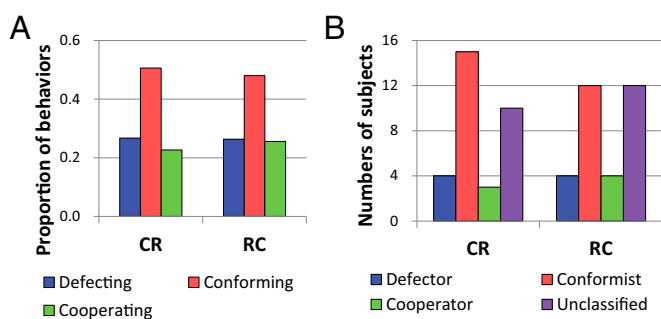 A
Proportion of behaviors
0.6
0.4
0.2
0.0
CR RC
Defecting Conforming
Cooperating
B
Numbers of subjects
16
12
8
4
0
CR RC
Defector Conformist
Cooperator Unclassified